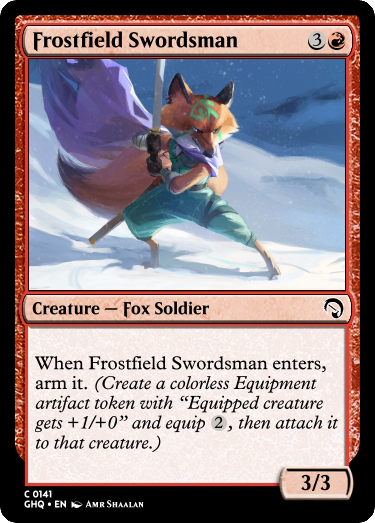 Frostfield Swordsman 3
Creature — Fox Soldier
When Frostfield Swordsman enters,
arm it. (Create a colorless Equipment
artifact token with “Equipped creature
gets +1/+0” and equip 2, then attach it
to that creature.)
3/3
C 0141
GHQ • EN Amr Shaalan